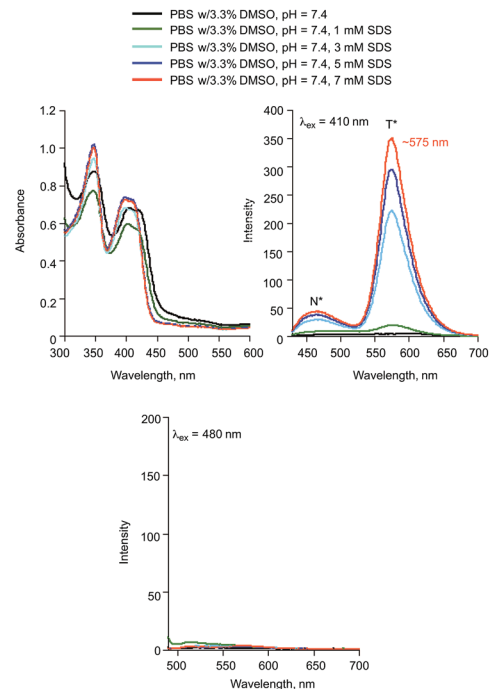 PBS w/3.3% DMSO, pH = 7.4
PBS w/3.3% DMSO, pH = 7.4, 1 mM SDS
PBS w/3.3% DMSO, pH = 7.4, 3 mM SDS
PBS w/3.3% DMSO, pH = 7.4, 5 mM SDS
PBS w/3.3% DMSO, pH = 7.4, 7 mM SDS
Absorbance
1.2
1.0
0.8
0.6
0.4
0.2
0
300 350 400 450 500 550 600
Wavelength, nm
Intensity
400
350
300
250
200
150
100
50
0
λex = 410 nm
T*
~575 nm
N*
450 500 550 600 650 700
Wavelength, nm
Intensity
200
150
100
50
0
λex = 480 nm
500 550 600 650 700
Wavelength, nm